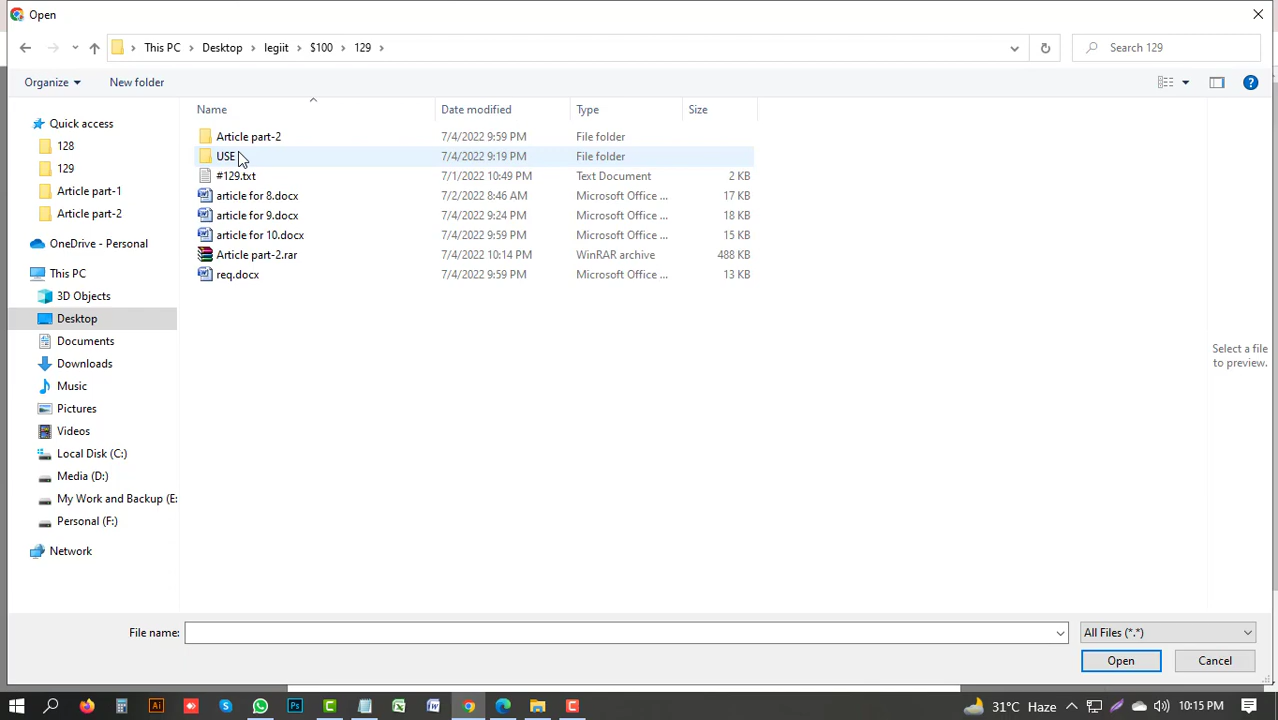 Open
This PC > Desktop > legiit > $100 > 129 >
Search 129
Organize
New folder
Name
Date modified
Type
Size
Quick access
128
129
Article part-1
Article part-2
OneDrive - Personal
This PC
3D Objects
Desktop
Documents
Downloads
Music
Pictures
Videos
Local Disk (C:)
Media (D:)
My Work and Backup (E:
Personal (F:)
Network
Article part-2 7/4/2022 9:59 PM File folder
USE 7/4/2022 9:19 PM File folder
#129.txt 7/1/2022 10:49 PM Text Document 2 KB
article for 8.docx 7/2/2022 8:46 AM Microsoft Office ... 17 KB
article for 9.docx 7/4/2022 9:24 PM Microsoft Office ... 18 KB
article for 10.docx 7/4/2022 9:59 PM Microsoft Office ... 15 KB
Article part-2.rar 7/4/2022 10:14 PM WinRAR archive 488 KB
req.docx 7/4/2022 9:59 PM Microsoft Office ... 13 KB
Select a file
to preview.
File name:
All Files (*.*)
Open
Cancel
31°C Haze
10:15 PM